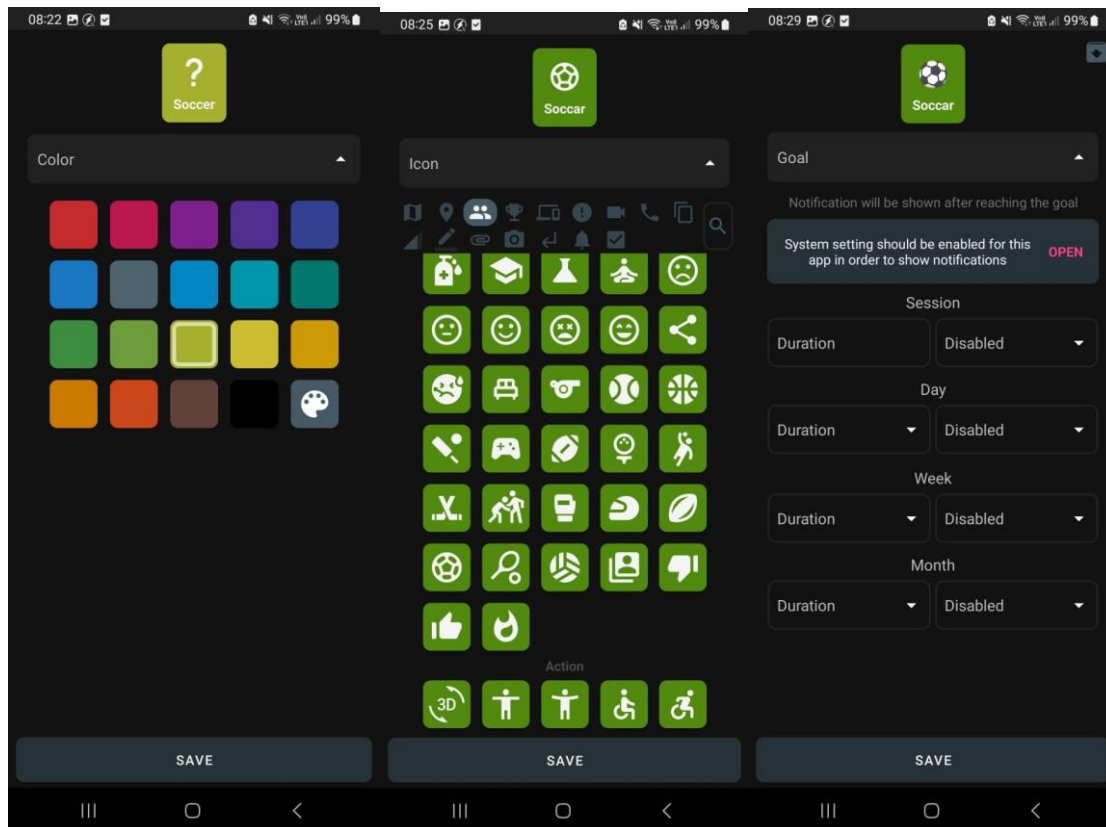 08:22
99%
?
Soccer
Color
SAVE
08:25
VoB
LTE1
99%
Soccar
Icon
Action
3D
SAVE
08:29
99%
Soccar
Goal
Notification will be shown after reaching the goal
System setting should be enabled for this
app in order to show notifications
OPEN
Session
Duration Disabled
Day
Duration Disabled
Week
Duration Disabled
Month
Duration Disabled
SAVE